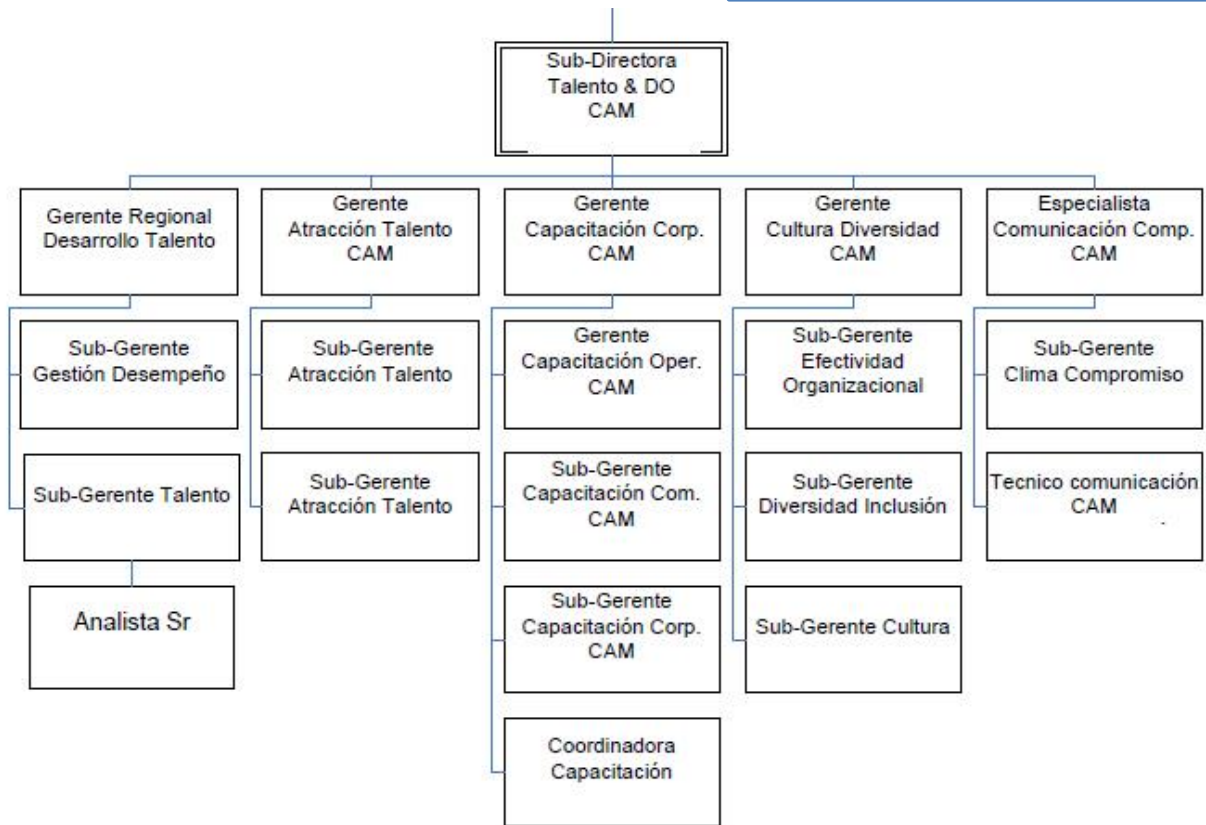 Sub-Directora
Talento & DO
CAM
Gerente Regional
Desarrollo Talento
Gerente
Atracción Talento
CAM
Gerente
Capacitación Corp.
CAM
Gerente
Cultura Diversidad
CAM
Especialista
Comunicación Comp.
CAM
Sub-Gerente
Gestión Desempeño
Sub-Gerente
Atracción Talento
Gerente
Capacitación Oper.
CAM
Sub-Gerente
Efectividad
Organizacional
Sub-Gerente
Clima Compromiso
Sub-Gerente Talento
Sub-Gerente
Atracción Talento
Sub-Gerente
Capacitación Com.
CAM
Sub-Gerente
Diversidad Inclusión
Tecnico comunicación
CAM
.
Analista Sr
Sub-Gerente
Capacitación Corp.
CAM
Sub-Gerente Cultura
Coordinadora
Capacitación